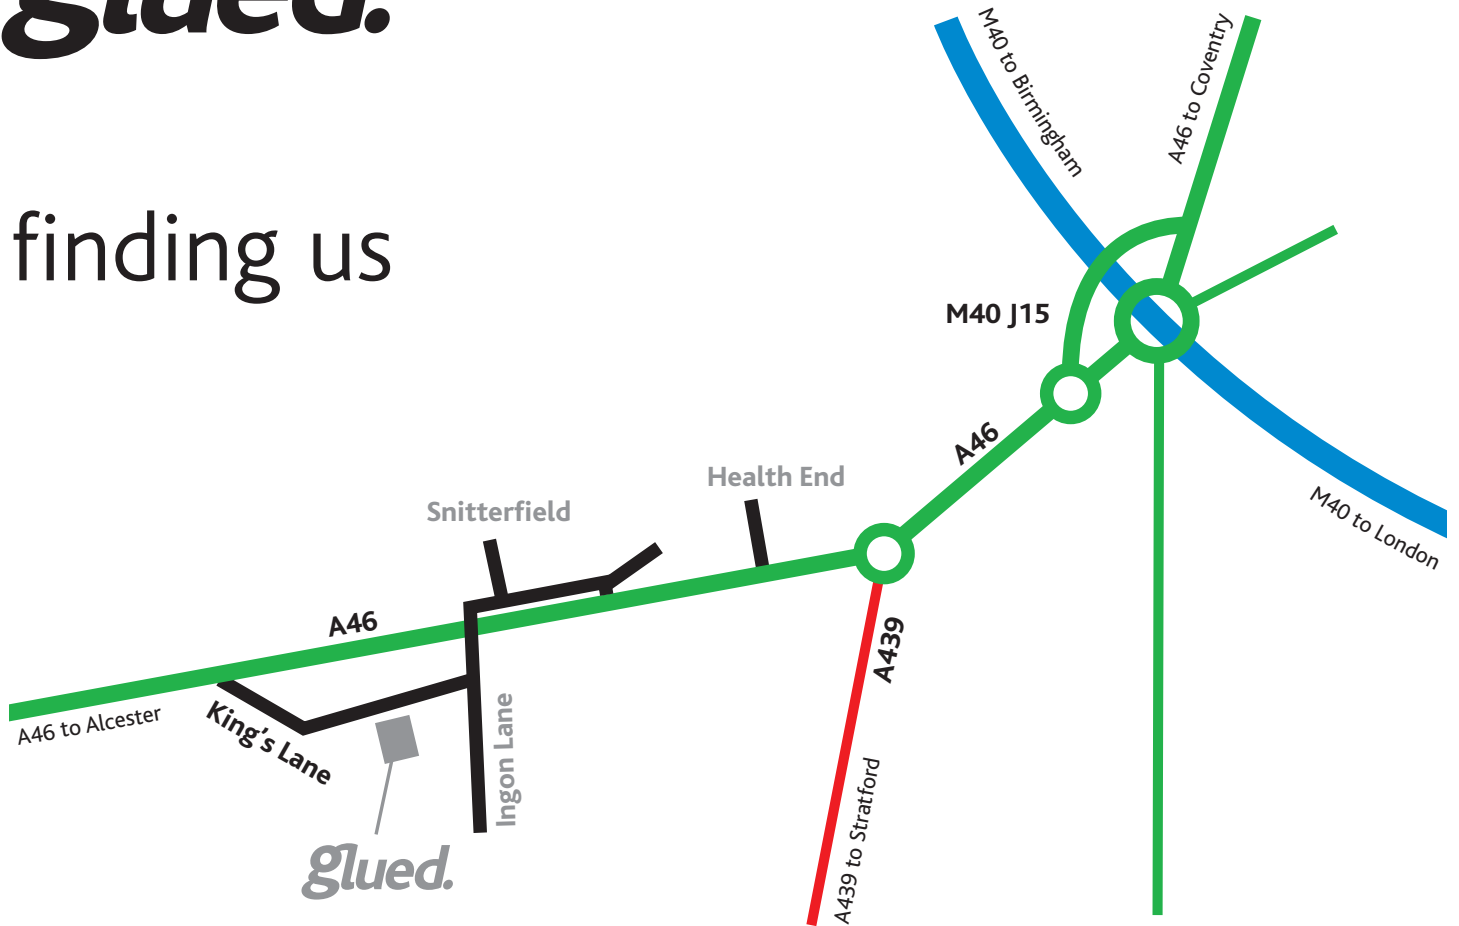 glued.
finding us
M40 to Birmingham
A46 to Coventry
M40 J15
A46
M40 to London
Health End
Snitterfield
A46
A439
A46 to Alcester
King's Lane
Ingon Lane
A439 to Stratford
glued.